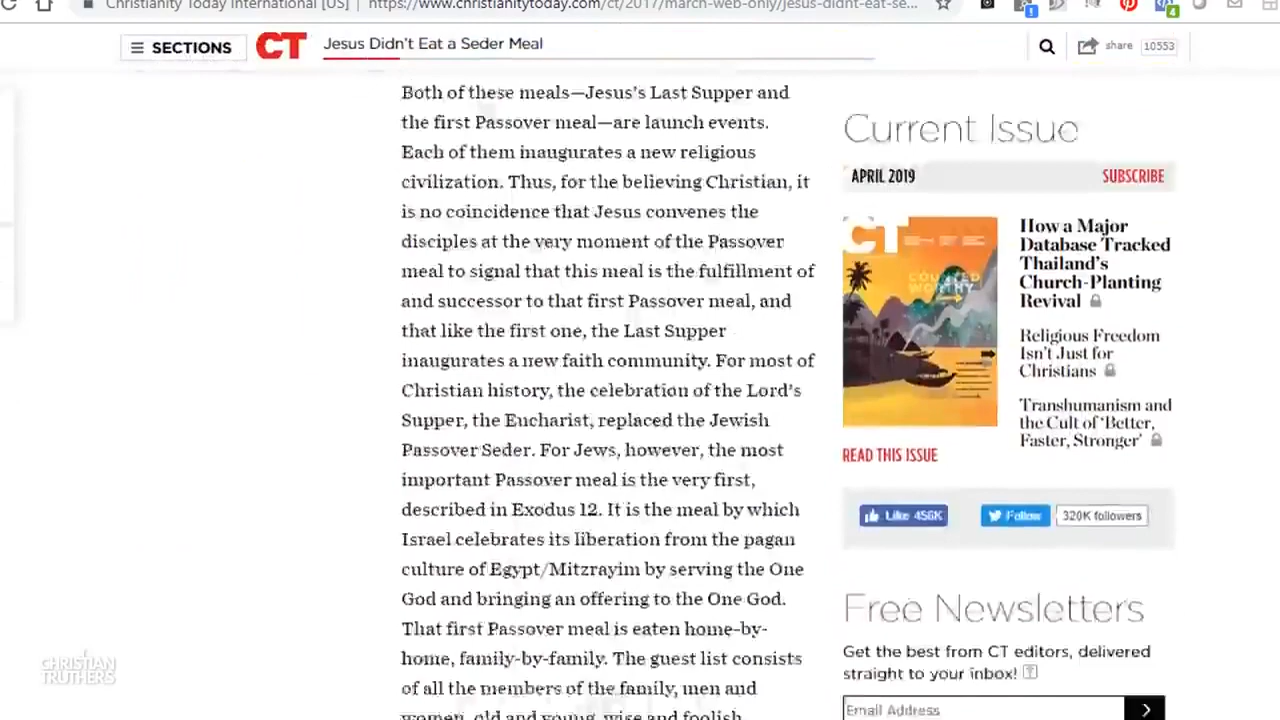 Christianity Today International [US] | https://www.christianitytoday.com/ct/2017/march-web-only/jesus-didnt-eat-se...
SECTIONS
CT
Jesus Didn't Eat a Seder Meal
share 10553
Both of these meals—Jesus's Last Supper and
the first Passover meal—are launch events.
Each of them inaugurates a new religious
civilization. Thus, for the believing Christian, it
is no coincidence that Jesus convenes the
disciples at the very moment of the Passover
meal to signal that this meal is the fulfillment of
and successor to that first Passover meal, and
that like the first one, the Last Supper
inaugurates a new faith community. For most of
Christian history, the celebration of the Lord's
Supper, the Eucharist, replaced the Jewish
Passover Seder. For Jews, however, the most
important Passover meal is the very first,
described in Exodus 12. It is the meal by which
Israel celebrates its liberation from the pagan
culture of Egypt/Mitzrayim by serving the One
God and bringing an offering to the One God.
That first Passover meal is eaten home-by-
home, family-by-family. The guest list consists
of all the members of the family, men and
women, old and young, wise and foolish
Current Issue
APRIL 2019
SUBSCRIBE
CT
COUNTED
WORTHY
How a Major
Database Tracked
Thailand's
Church-Planting
Revival
Religious Freedom
Isn't Just for
Christians
Transhumanism and
the Cult of 'Better,
Faster, Stronger'
READ THIS ISSUE
Like 456K
Follow
320K followers
Free Newsletters
Get the best from CT editors, delivered
straight to your inbox!
Email Address
CHRISTIAN
TRUTHERS